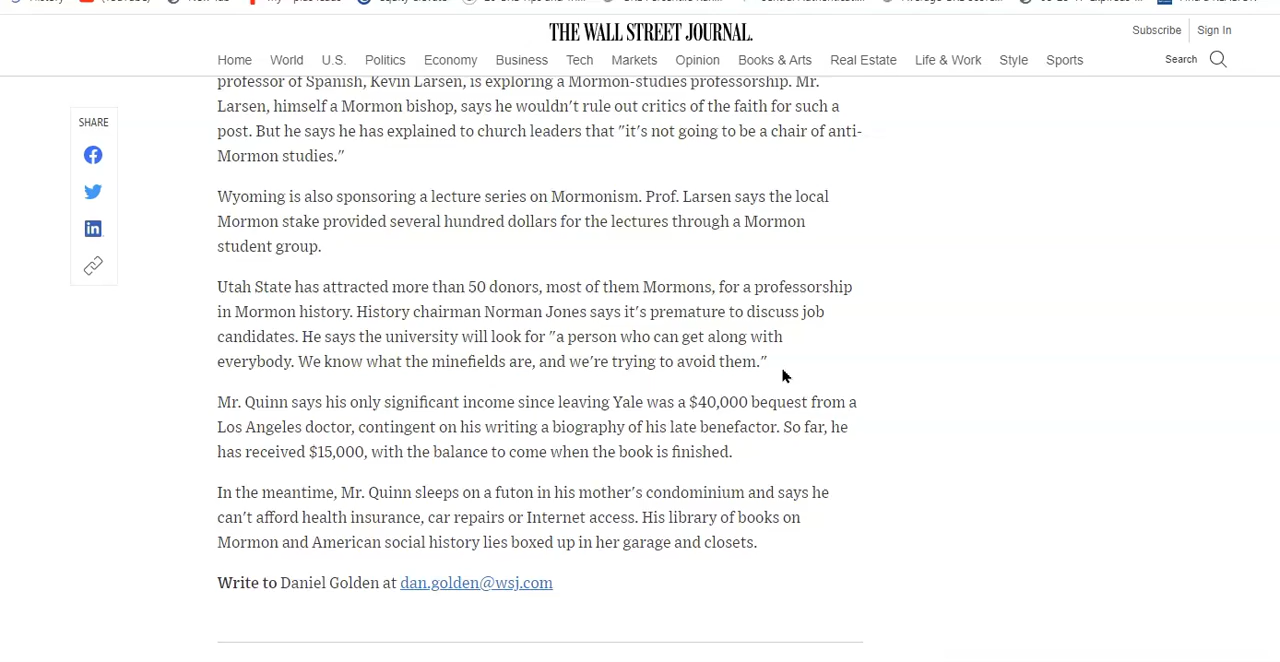 History
(YouTube)
New Tab
THE WALL STREET JOURNAL.
Subscribe Sign In
Home World U.S. Politics Economy Business Tech Markets Opinion Books & Arts Real Estate Life & Work Style Sports Search
SHARE
professor of Spanish, Kevin Larsen, is exploring a Mormon-studies professorship. Mr.
Larsen, himself a Mormon bishop, says he wouldn't rule out critics of the faith for such a
post. But he says he has explained to church leaders that "it's not going to be a chair of anti-
Mormon studies."
Wyoming is also sponsoring a lecture series on Mormonism. Prof. Larsen says the local
Mormon stake provided several hundred dollars for the lectures through a Mormon
student group.
Utah State has attracted more than 50 donors, most of them Mormons, for a professorship
in Mormon history. History chairman Norman Jones says it's premature to discuss job
candidates. He says the university will look for "a person who can get along with
everybody. We know what the minefields are, and we're trying to avoid them."
Mr. Quinn says his only significant income since leaving Yale was a $40,000 bequest from a
Los Angeles doctor, contingent on his writing a biography of his late benefactor. So far, he
has received $15,000, with the balance to come when the book is finished.
In the meantime, Mr. Quinn sleeps on a futon in his mother's condominium and says he
can't afford health insurance, car repairs or Internet access. His library of books on
Mormon and American social history lies boxed up in her garage and closets.
Write to Daniel Golden at dan.golden@wsj.com